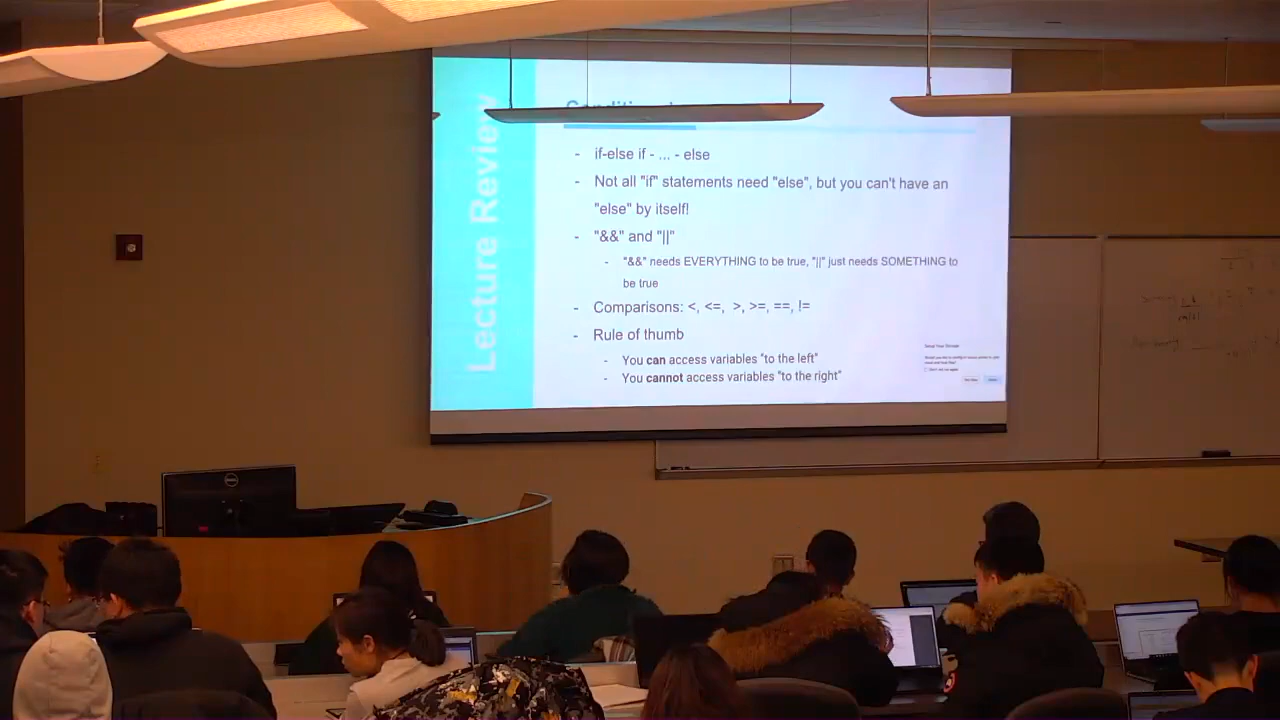 Lecture Review
- if-else if - ... - else
- Not all "if" statements need "else", but you can't have an
"else" by itself!
- "&&" and "||"
- "&&" needs EVERYTHING to be true, "||" just needs SOMETHING to
be true
- Comparisons: <, <=, >, >=, ==, !=
- Rule of thumb
- You can access variables "to the left"
- You cannot access variables "to the right"
DELL